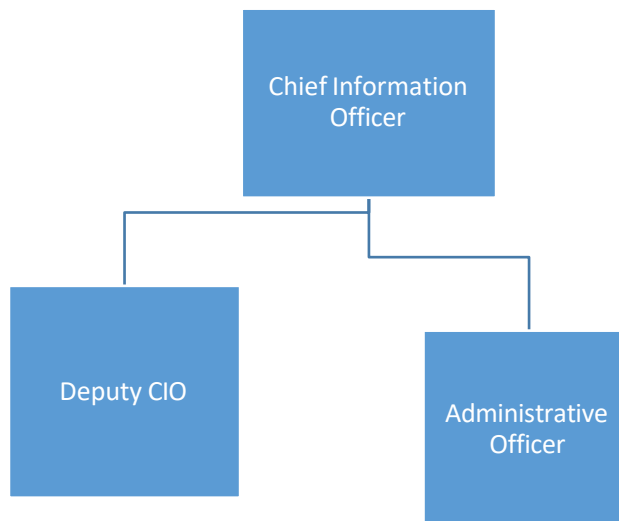 Chief Information
Officer
Deputy CIO
Administrative
Officer